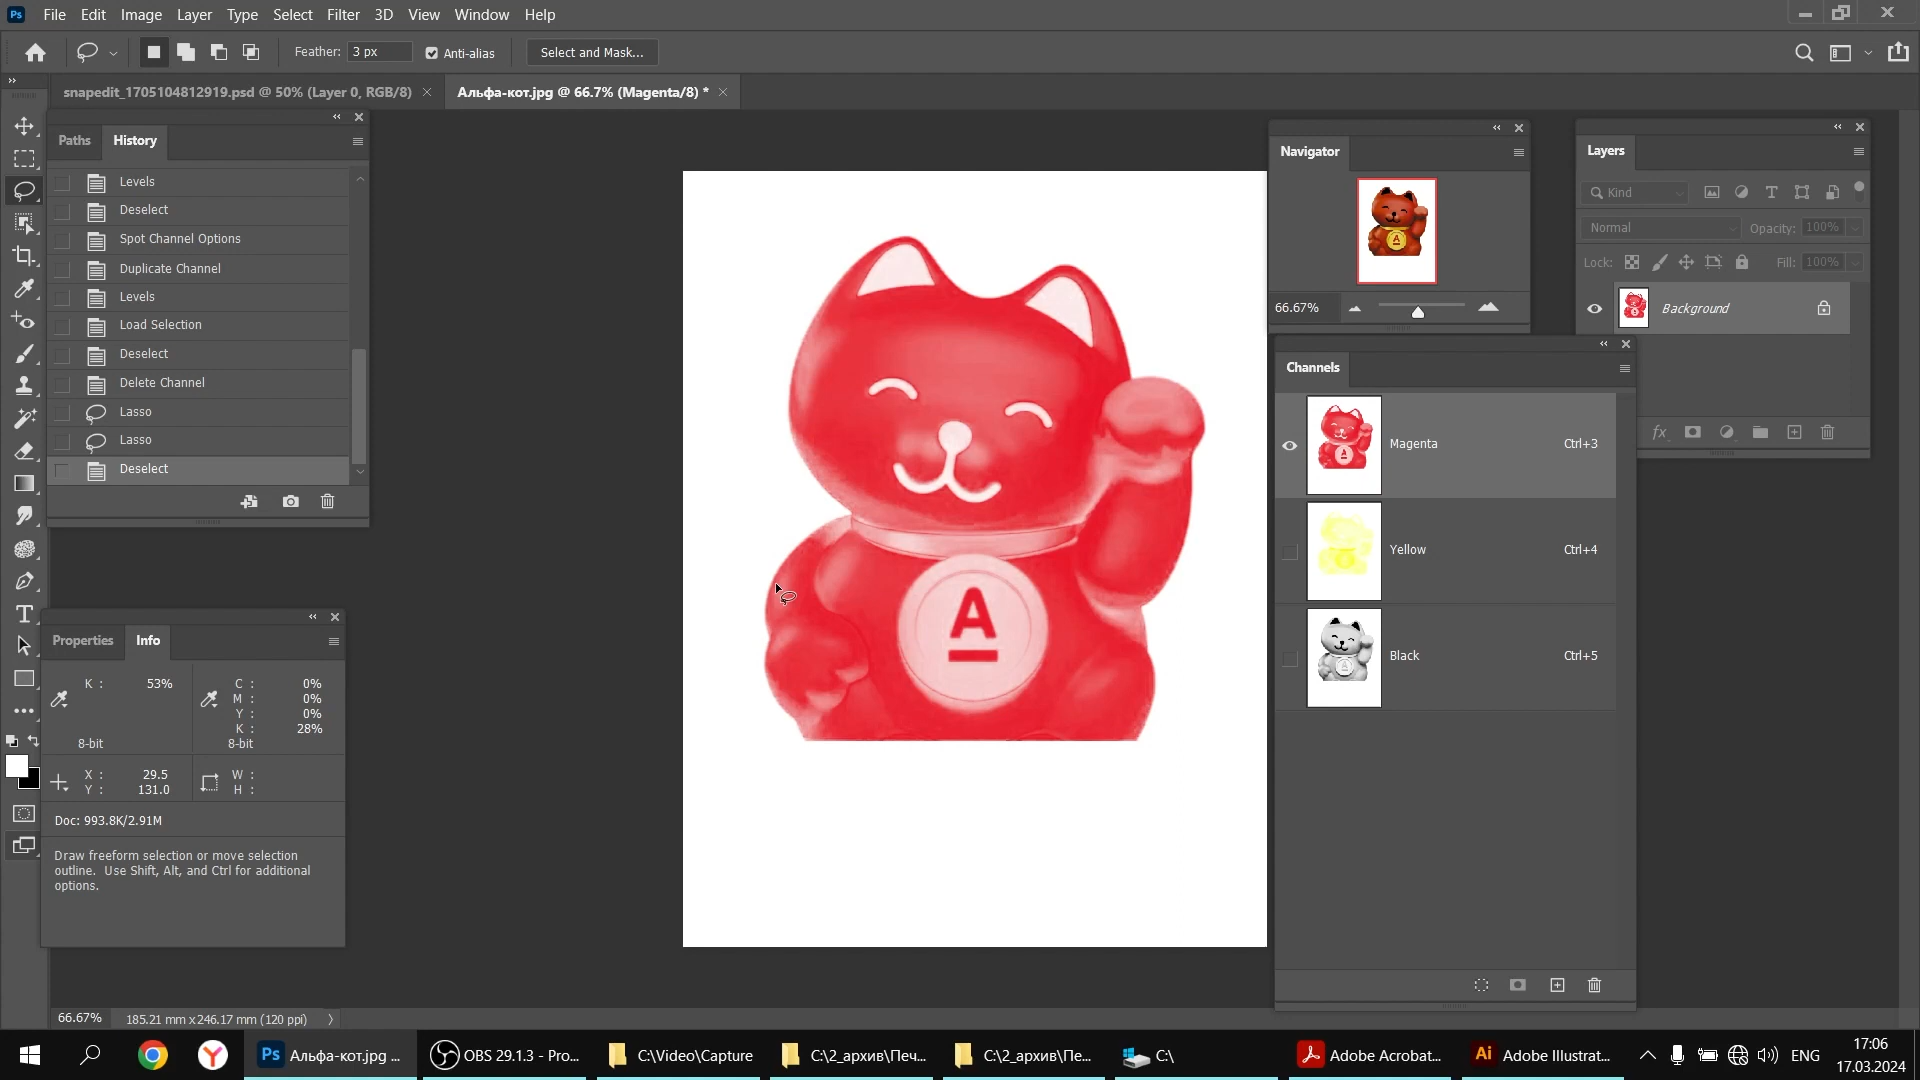 Ps File Edit Image Layer Type Select Filter 3D View Window Help
Feather: 3 px Anti-alias Select and Mask...
snapedit_1705104812919.psd @ 50% (Layer 0, RGB/8)
Альфа-кот.jpg @ 66.7% (Magenta/8) *
Paths History
Levels
Deselect
Spot Channel Options
Duplicate Channel
Levels
Load Selection
Deselect
Delete Channel
Lasso
Lasso
Deselect
Properties Info
K : 53%
8-bit
C : 0%
M : 0%
Y : 0%
K : 28%
8-bit
X : 29.5
Y : 131.0
W :
H :
Doc: 993.8K/2.91M
Draw freeform selection or move selection
outline. Use Shift, Alt, and Ctrl for additional
options.
А
Navigator
66.67%
Layers
Kind
Normal Opacity: 100%
Lock: Fill: 100%
Background
fx
Channels
Magenta Ctrl+3
Yellow Ctrl+4
Black Ctrl+5
66.67% 185.21 mm x 246.17 mm (120 ppi)
Ps Альфа-кот.jpg ...
OBS 29.1.3 - Pro...
C:\Video\Capture
C:\2_архив\Печ...
C:\2_архив\Пе...
C:\
Adobe Acrobat...
Ai Adobe Illustrat...
ENG
17:06
17.03.2024